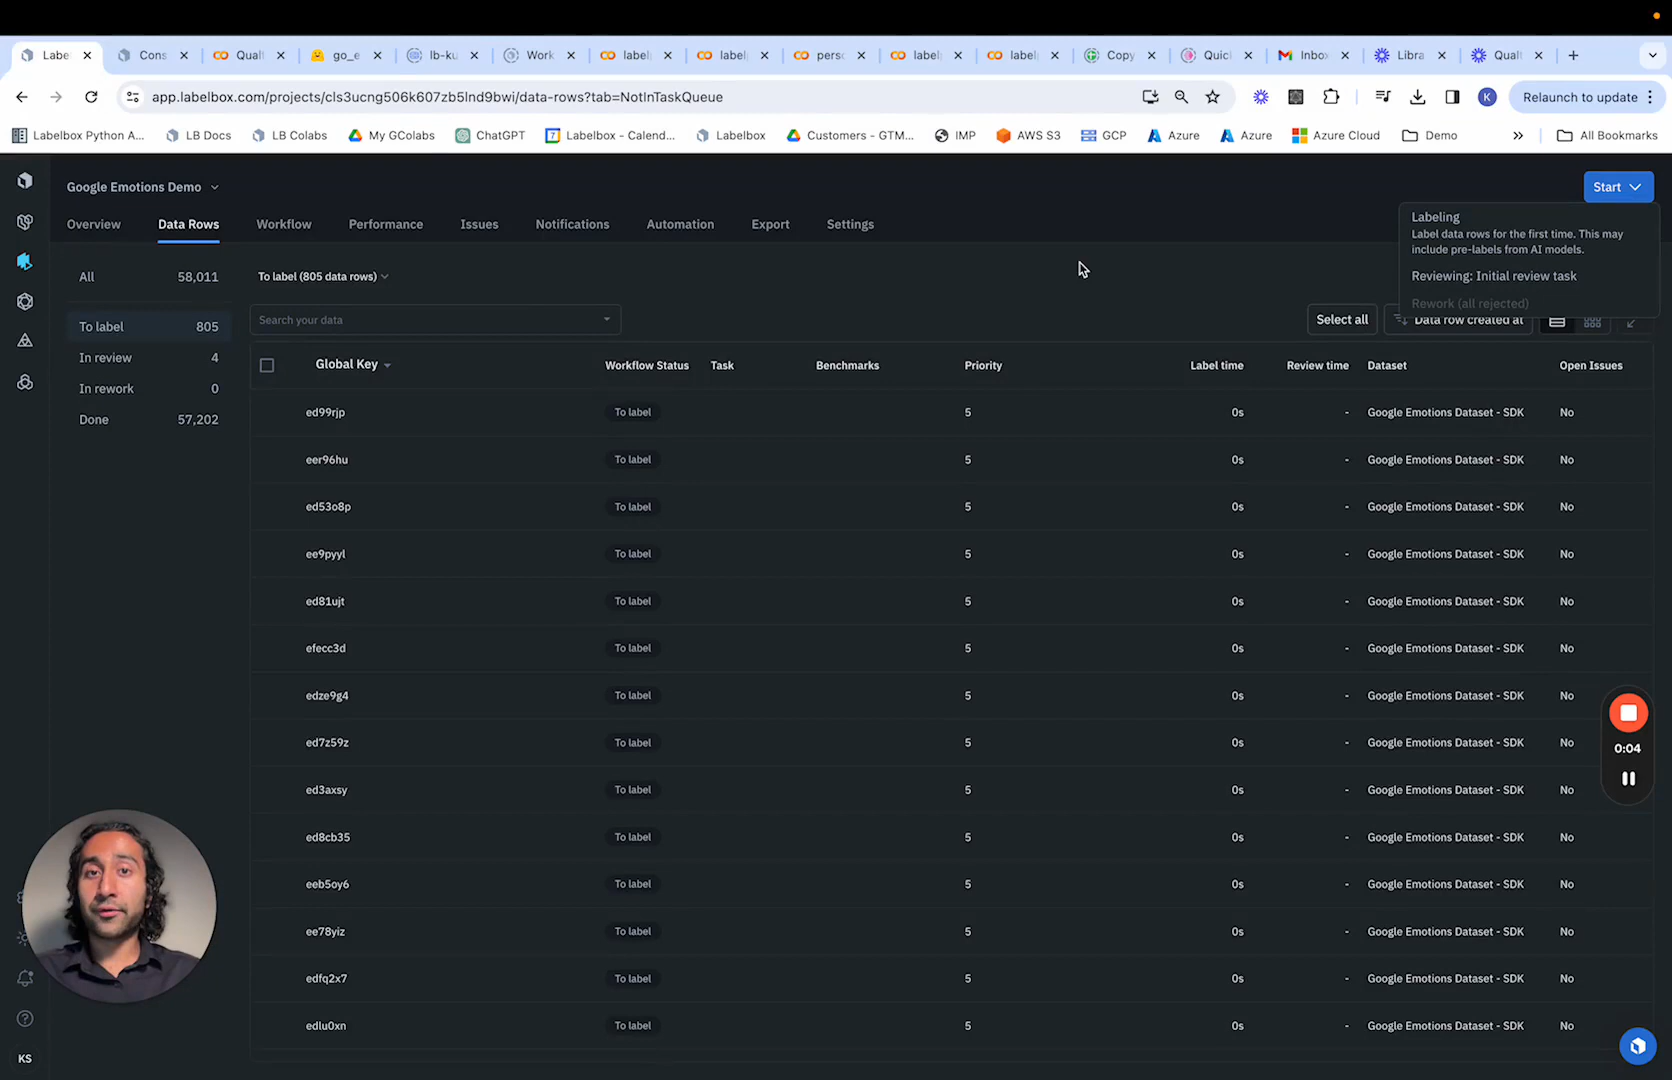 Labe
Cons
Qualt
go_e
lb-ku
Work
label
label
perso
label
label
Copy
Quic
Inbo
Libra
Qualt
app.labelbox.com/projects/cls3ucng506k607zb5lnd9bwi/data-rows?tab=NotInTaskQueue
K
Relaunch to update
Labelbox Python A...
LB Docs
LB Colabs
My GColabs
ChatGPT
Labelbox - Calend...
Labelbox
Customers - GTM...
IMP
AWS S3
GCP
Azure
Azure
Azure Cloud
Demo
All Bookmarks
Google Emotions Demo
Start
Overview
Data Rows
Workflow
Performance
Issues
Notifications
Automation
Export
Settings
Labeling
Label data rows for the first time. This may
include pre-labels from AI models.
Reviewing: Initial review task
Rework (all rejected)
All 58,011
To label 805
In review 4
In rework 0
Done 57,202
To label (805 data rows)
Search your data
Select all
Data row created at
Global Key Workflow Status Task Benchmarks Priority Label time Review time Dataset Open Issues
ed99rjp To label 5 0s - Google Emotions Dataset - SDK No
eer96hu To label 5 0s - Google Emotions Dataset - SDK No
ed53o8p To label 5 0s - Google Emotions Dataset - SDK No
ee9pyyl To label 5 0s - Google Emotions Dataset - SDK No
ed81ujt To label 5 0s - Google Emotions Dataset - SDK No
efecc3d To label 5 0s - Google Emotions Dataset - SDK No
edze9g4 To label 5 0s - Google Emotions Dataset - SDK No
ed7z59z To label 5 0s - Google Emotions Dataset - SDK No
ed3axsy To label 5 0s - Google Emotions Dataset - SDK No
ed8cb35 To label 5 0s - Google Emotions Dataset - SDK No
eeb5oy6 To label 5 0s - Google Emotions Dataset - SDK No
ee78yiz To label 5 0s - Google Emotions Dataset - SDK No
edfq2x7 To label 5 0s - Google Emotions Dataset - SDK No
edlu0xn To label 5 0s - Google Emotions Dataset - SDK No
0:04
KS